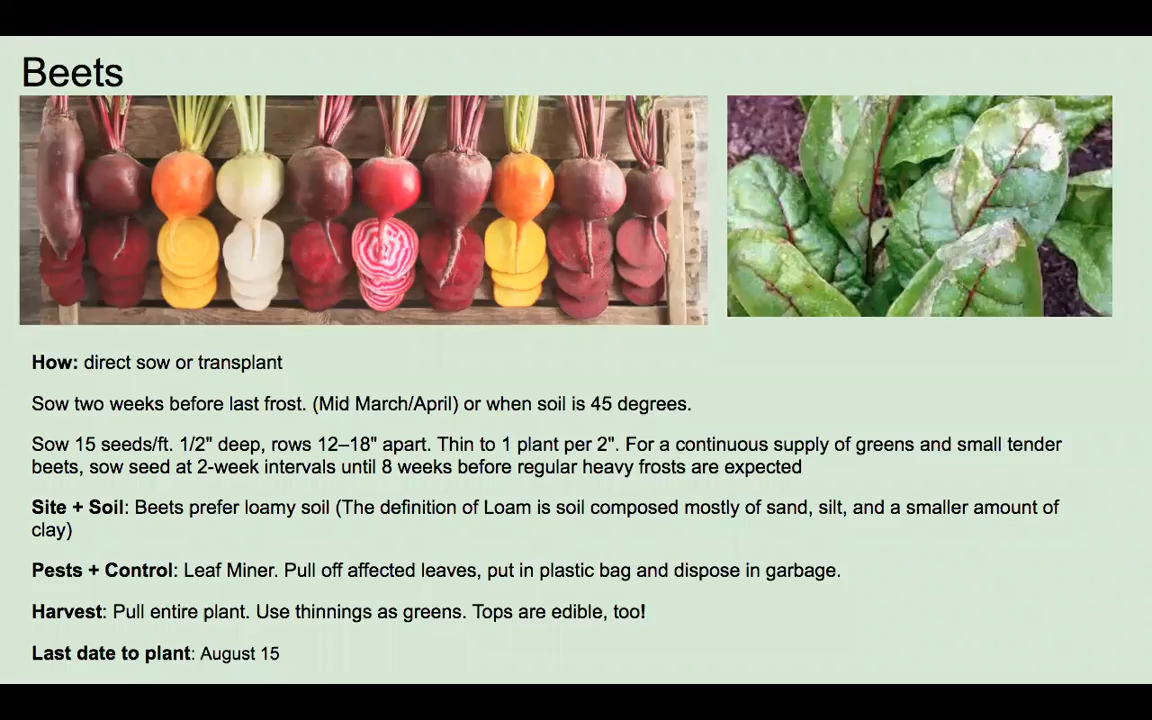 Beets
How: direct sow or transplant
Sow two weeks before last frost. (Mid March/April) or when soil is 45 degrees.
Sow 15 seeds/ft. 1/2" deep, rows 12–18" apart. Thin to 1 plant per 2". For a continuous supply of greens and small tender
beets, sow seed at 2-week intervals until 8 weeks before regular heavy frosts are expected
Site + Soil: Beets prefer loamy soil (The definition of Loam is soil composed mostly of sand, silt, and a smaller amount of
clay)
Pests + Control: Leaf Miner. Pull off affected leaves, put in plastic bag and dispose in garbage.
Harvest: Pull entire plant. Use thinnings as greens. Tops are edible, too!
Last date to plant: August 15